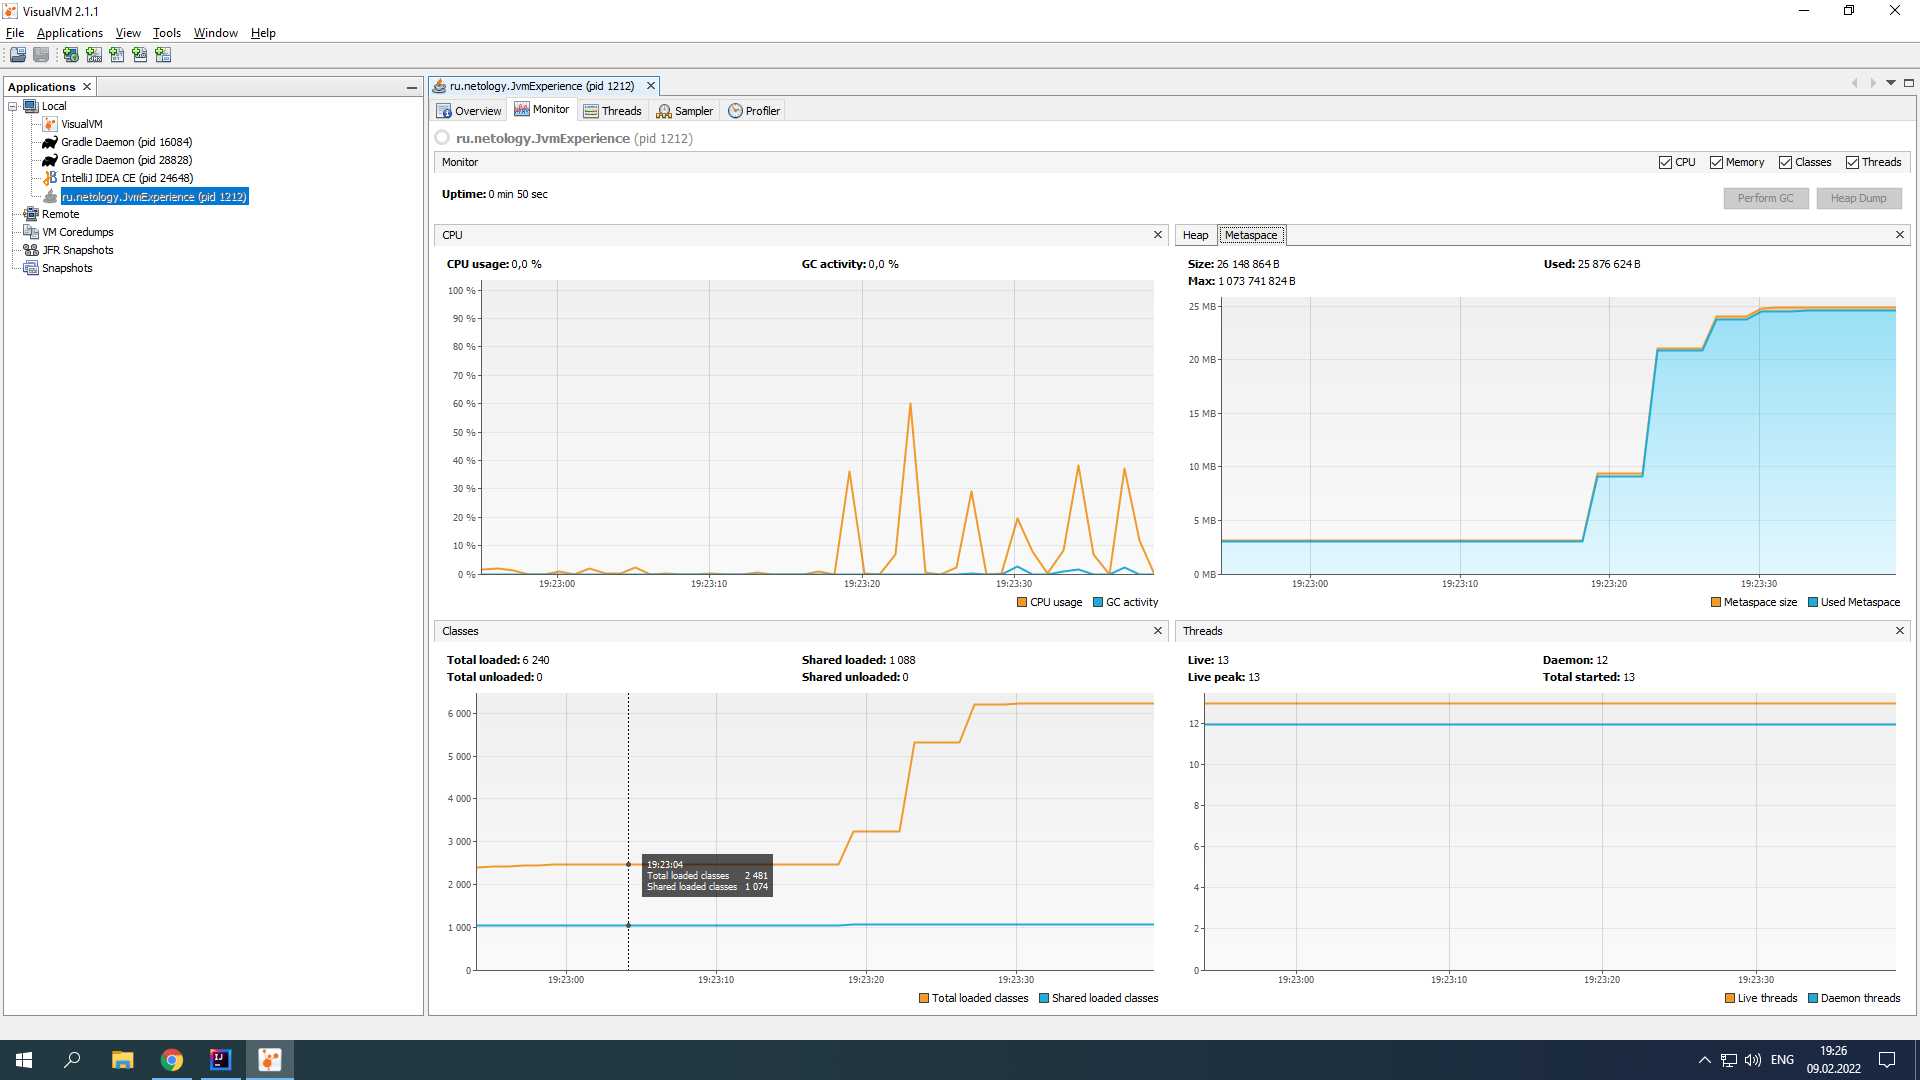 VisualVM 2.1.1
File Applications View Tools Window Help
Applications
Local
VisualVM
Gradle Daemon (pid 16084)
Gradle Daemon (pid 28828)
IntelliJ IDEA CE (pid 24648)
ru.netology.JvmExperience (pid 1212)
Remote
VM Coredumps
JFR Snapshots
Snapshots
ru.netology.JvmExperience (pid 1212)
Overview Monitor Threads Sampler Profiler
ru.netology.JvmExperience (pid 1212)
Monitor CPU Memory Classes Threads
Uptime: 0 min 50 sec
Perform GC Heap Dump
CPU
CPU usage: 0,0 % GC activity: 0,0 %
100 %
90 %
80 %
70 %
60 %
50 %
40 %
30 %
20 %
10 %
0 %
19:23:00 19:23:10 19:23:20 19:23:30
CPU usage GC activity
Heap Metaspace
Size: 26 148 864 B Used: 25 876 624 B
Max: 1 073 741 824 B
25 MB
20 MB
15 MB
10 MB
5 MB
0 MB
19:23:00 19:23:10 19:23:20 19:23:30
Metaspace size Used Metaspace
Classes
Total loaded: 6 240 Shared loaded: 1 088
Total unloaded: 0 Shared unloaded: 0
6 000
5 000
4 000
3 000
2 000
1 000
0
19:23:04
Total loaded classes 2 481
Shared loaded classes 1 074
19:23:00 19:23:10 19:23:20 19:23:30
Total loaded classes Shared loaded classes
Threads
Live: 13 Daemon: 12
Live peak: 13 Total started: 13
12
10
8
6
4
2
0
19:23:00 19:23:10 19:23:20 19:23:30
Live threads Daemon threads
IJ
ENG
19:26
09.02.2022